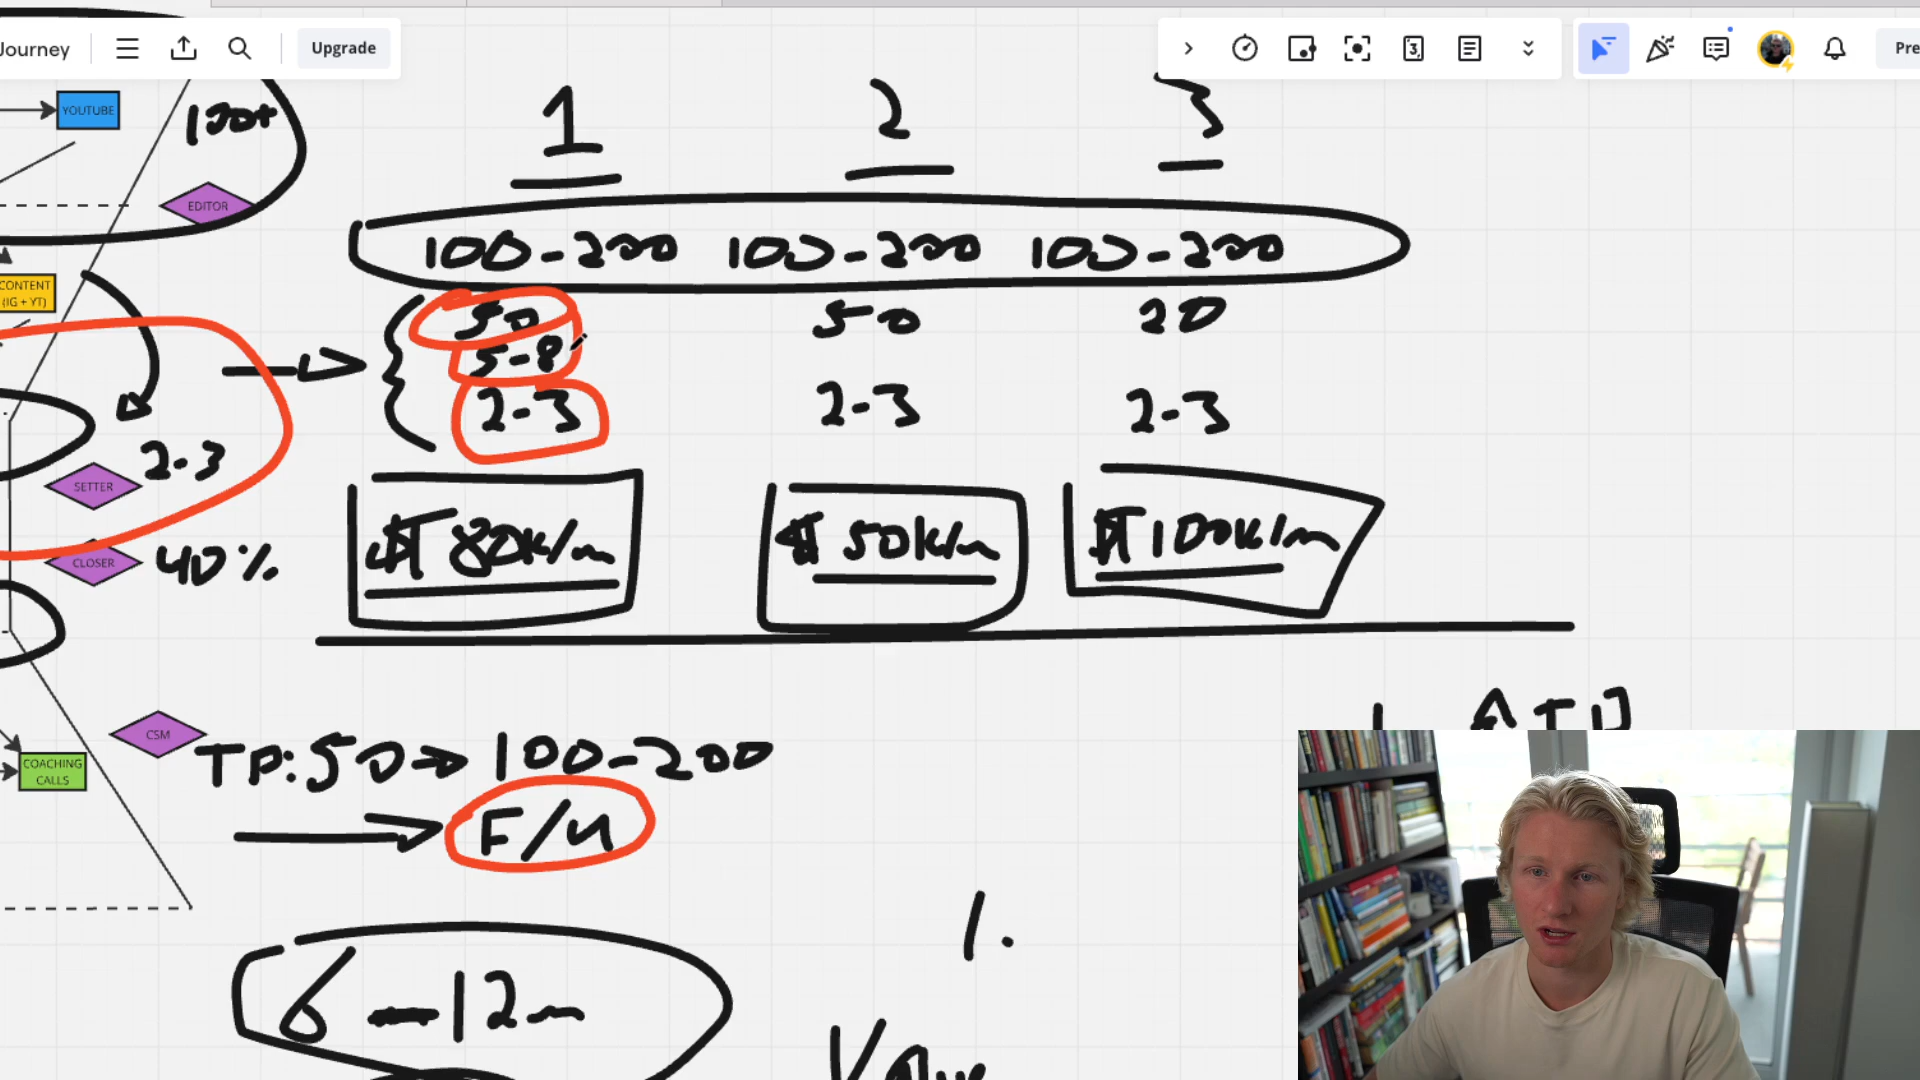 Journey
Upgrade
Pre
YOUTUBE
100+
EDITOR
CONTENT
(IG + YT)
1 2 3
100-200 100-200 100-200
50 50 20
5-8
2-3 2-3 2-3
2-3
SETTER
$80k/m $50k/m $100k/m
CLOSER
40%
CSM
COACHING
CALLS
TP: 50 → 100-200
F/U
1.
6-12m
Value